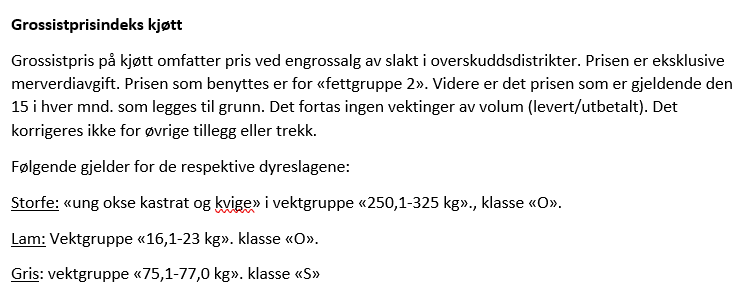 Grossistprisindeks kjøtt
Grossistpris på kjøtt omfatter pris ved engrossalg av slakt i overskuddsdistrikter. Prisen er eksklusive
merverdiavgift. Prisen som benyttes er for «fettgruppe 2». Videre er det prisen som er gjeldende den
15 i hver mnd. som legges til grunn. Det fortas ingen vektinger av volum (levert/utbetalt). Det
korrigeres ikke for øvrige tillegg eller trekk.
Følgende gjelder for de respektive dyreslagene:
Storfe: «ung okse kastrat og kvige» i vektgruppe «250,1-325 kg»., klasse «O».
Lam: Vektgruppe «16,1-23 kg». klasse «O».
Gris: vektgruppe «75,1-77,0 kg». klasse «S»